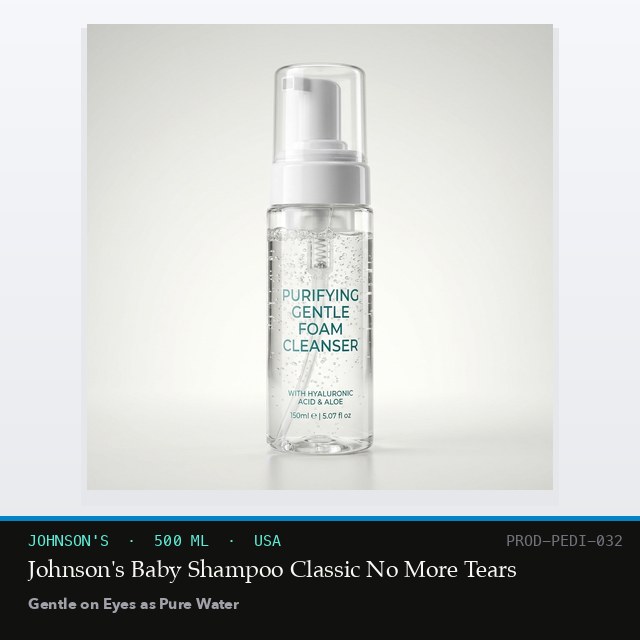 PURIFYING
GENTLE
FOAM
CLEANSER
WITH HYALURONIC
ACID & ALOE
150ml ℮ | 5.07 fl oz
JOHNSON'S · 500 ML · USA
PROD–PEDI–032
Johnson's Baby Shampoo Classic No More Tears
Gentle on Eyes as Pure Water